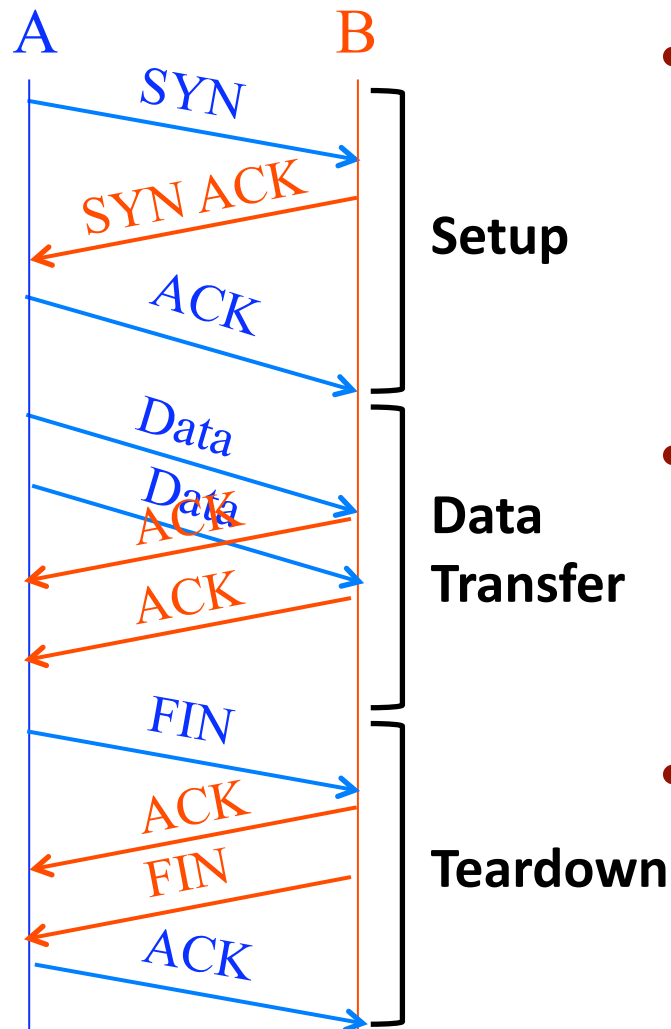 A
B
SYN
SYN ACK
Setup
ACK
Data
Data
ACK
Data
Transfer
ACK
FIN
ACK
FIN
Teardown
ACK